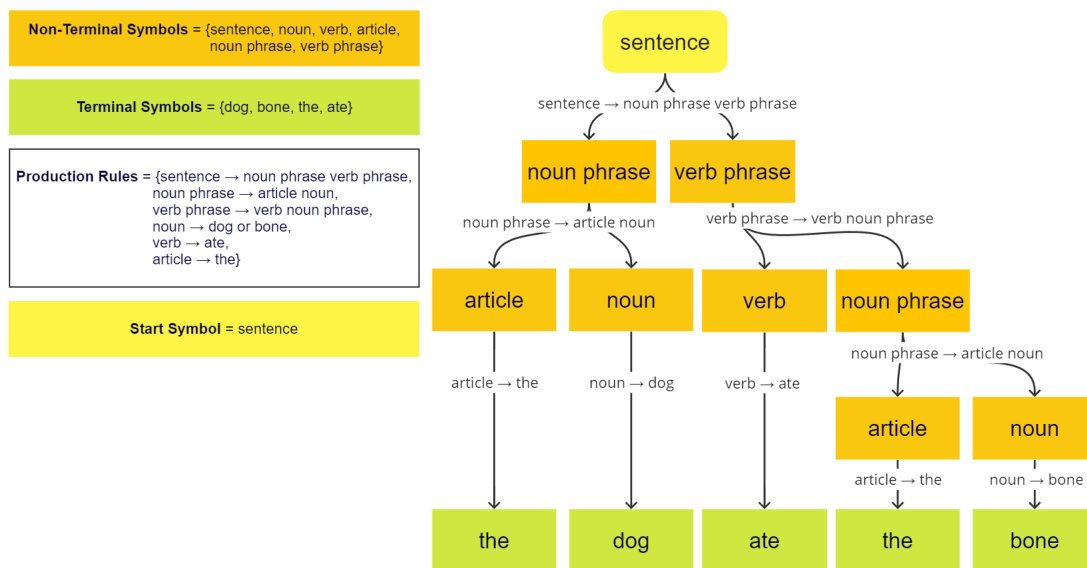 Non-Terminal Symbols = {sentence, noun, verb, article,
noun phrase, verb phrase}
Terminal Symbols = {dog, bone, the, ate}
Production Rules = {sentence → noun phrase verb phrase,
noun phrase → article noun,
verb phrase → verb noun phrase,
noun → dog or bone,
verb → ate,
article → the}
Start Symbol = sentence
sentence
sentence → noun phrase verb phrase
noun phrase
verb phrase
noun phrase → article noun
verb phrase → verb noun phrase
article
noun
verb
noun phrase
noun phrase → article noun
article → the
noun → dog
verb → ate
article
noun
article → the
noun → bone
the
dog
ate
the
bone